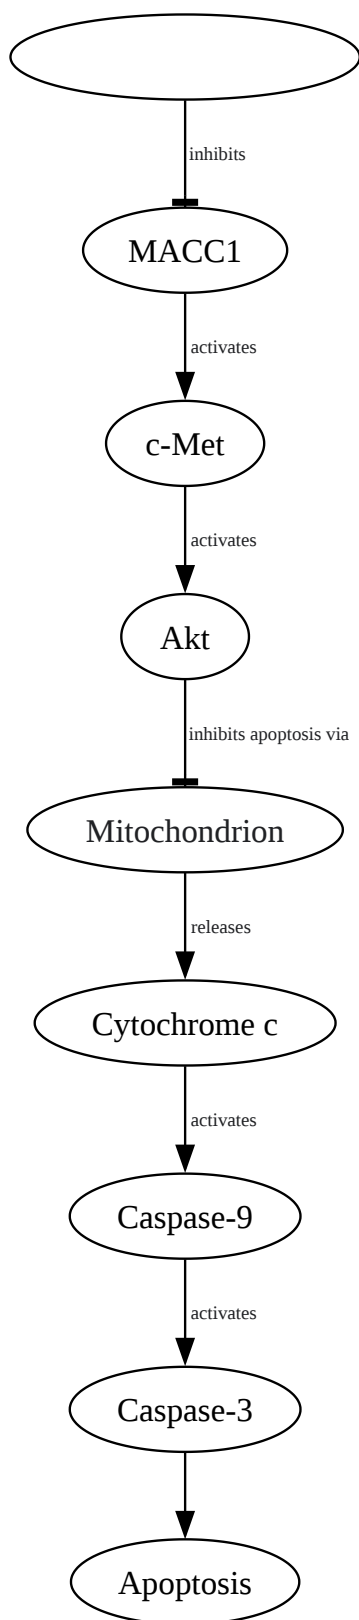 inhibits
MACC1
activates
c-Met
activates
Akt
inhibits apoptosis via
Mitochondrion
releases
Cytochrome c
activates
Caspase-9
activates
Caspase-3
Apoptosis